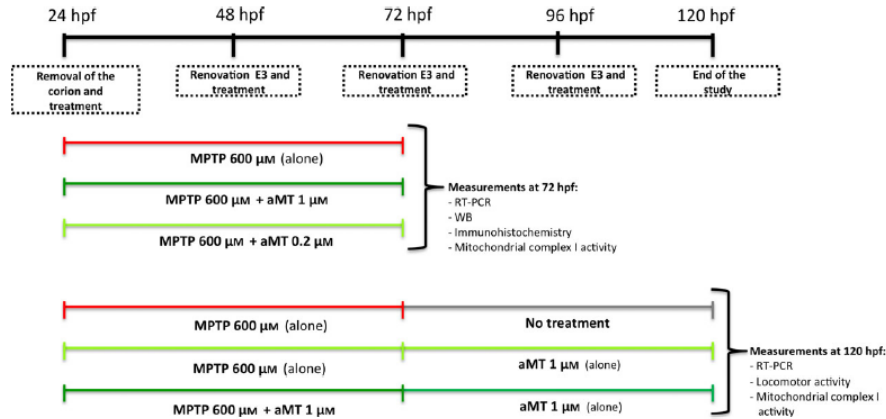 24 hpf 48 hpf 72 hpf 96 hpf 120 hpf
Removal of the
corion and
treatment
Renovation E3 and
treatment
Renovation E3 and
treatment
Renovation E3 and
treatment
End of the
study
MPTP 600 μM (alone)
MPTP 600 μM + aMT 1 μM
MPTP 600 μM + aMT 0.2 μM
Measurements at 72 hpf:
- RT-PCR
- WB
- Immunohistochemistry
- Mitochondrial complex I activity
MPTP 600 μM (alone)
No treatment
MPTP 600 μM (alone)
aMT 1 μM (alone)
MPTP 600 μM + aMT 1 μM
aMT 1 μM (alone)
Measurements at 120 hpf:
- RT-PCR
- Locomotor activity
- Mitochondrial complex I
activity